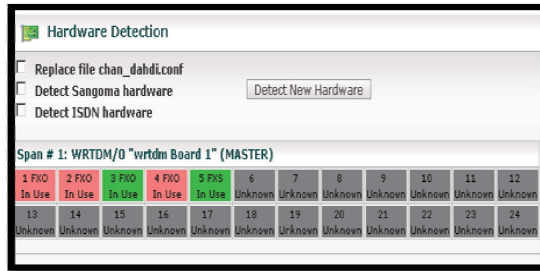 Hardware Detection
Replace file chan_dahdi.conf
Detect Sangoma hardware
Detect New Hardware
Detect ISDN hardware
Span # 1: WRTDM/0 "wrtdm Board 1" (MASTER)
1 FXO 2 FXO 3 FXO 4 FXO 5 FXS 6 7 8 9 10 11 12
In Use In Use In Use In Use In Use Unknown Unknown Unknown Unknown Unknown Unknown Unknown
13 14 15 16 17 18 19 20 21 22 23 24
Unknown Unknown Unknown Unknown Unknown Unknown Unknown Unknown Unknown Unknown Unknown Unknown